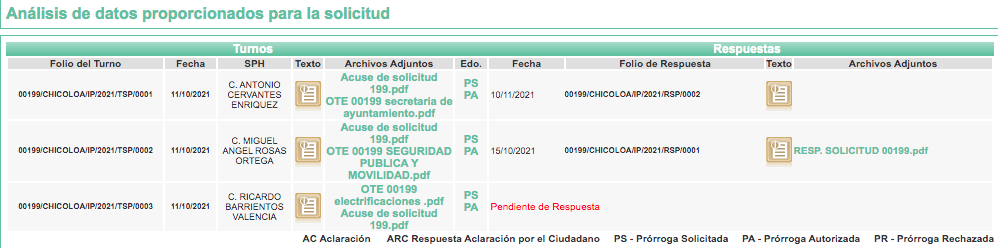 Análisis de datos proporcionados para la solicitud
Turnos Respuestas
Folio del Turno Fecha SPH Texto Archivos Adjuntos Edo. Fecha Folio de Respuesta Texto Archivos Adjuntos
00199/CHICOLOA/IP/2021/TSP/0001 11/10/2021 C. ANTONIO CERVANTES ENRIQUEZ Acuse de solicitud 199.pdf OTE 00199 secretaria de ayuntamiento.pdf PS PA 10/11/2021 00199/CHICOLOA/IP/2021/RSP/0002
00199/CHICOLOA/IP/2021/TSP/0002 11/10/2021 C. MIGUEL ANGEL ROSAS ORTEGA Acuse de solicitud 199.pdf OTE 00199 SEGURIDAD PUBLICA Y MOVILIDAD.pdf PS PA 15/10/2021 00199/CHICOLOA/IP/2021/RSP/0001 RESP. SOLICITUD 00199.pdf
00199/CHICOLOA/IP/2021/TSP/0003 11/10/2021 C. RICARDO BARRIENTOS VALENCIA OTE 00199 electrificaciones .pdf Acuse de solicitud 199.pdf PS PA Pendiente de Respuesta
AC Aclaración ARC Respuesta Aclaración por el Ciudadano PS - Prórroga Solicitada PA - Prórroga Autorizada PR - Prórroga Rechazada